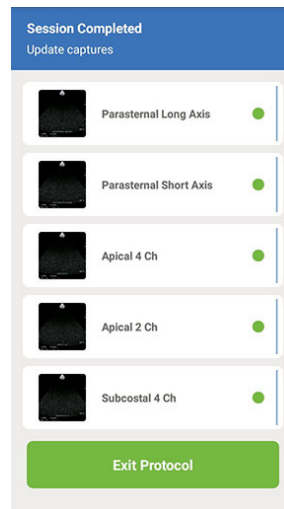 Session Completed
Update captures
Parasternal Long Axis
Parasternal Short Axis
Apical 4 Ch
Apical 2 Ch
Subcostal 4 Ch
Exit Protocol